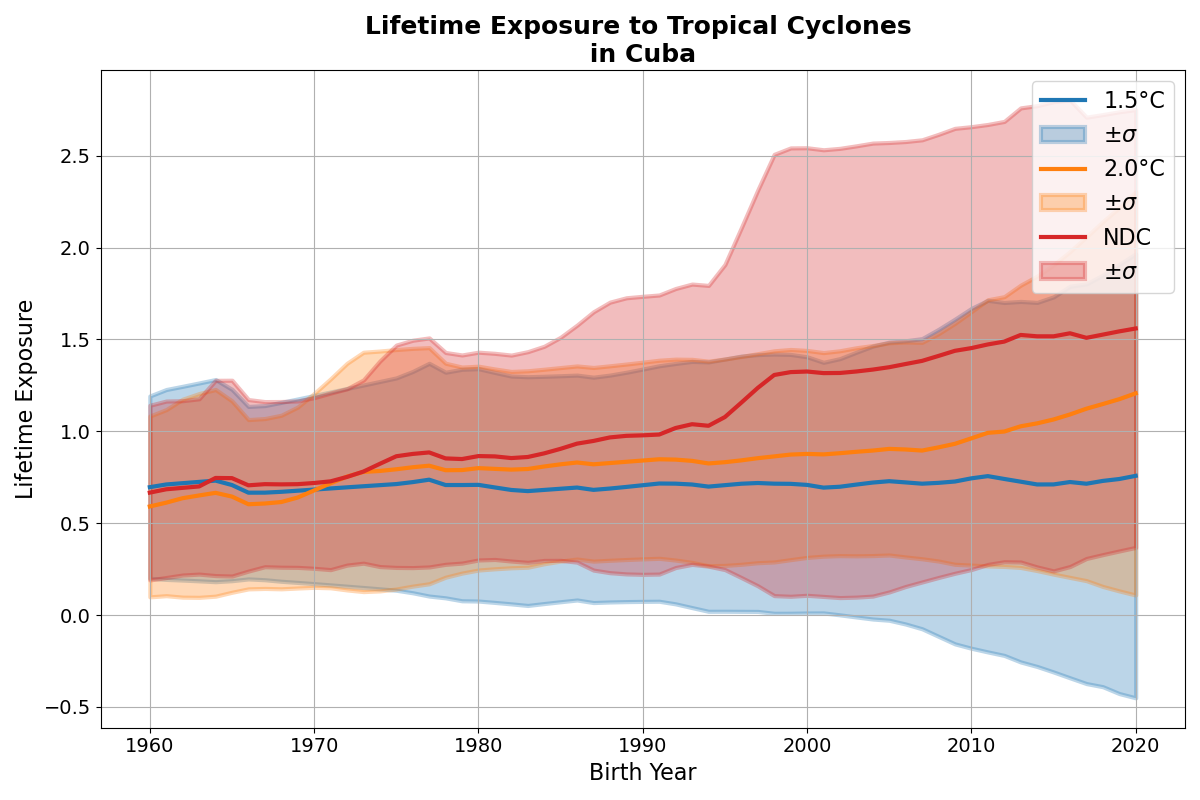 Lifetime Exposure to Tropical Cyclones
in Cuba
1.5°C
±σ
2.0°C
±σ
NDC
±σ
Lifetime Exposure
2.5
2.0
1.5
1.0
0.5
0.0
−0.5
1960 1970 1980 1990 2000 2010 2020
Birth Year